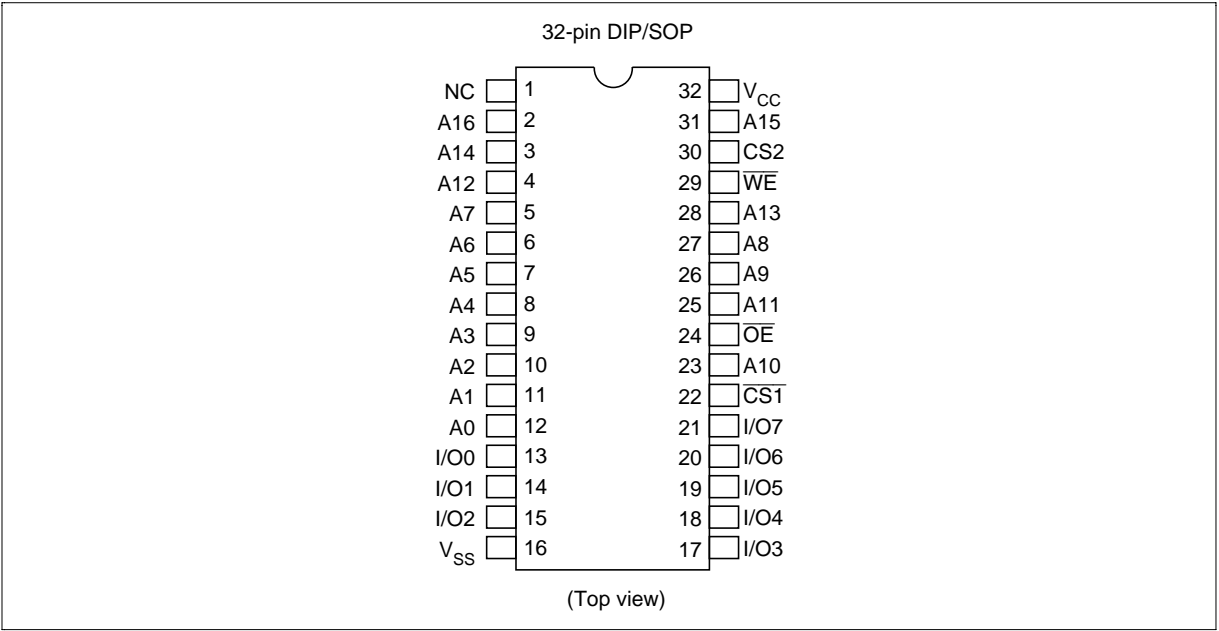 32-pin DIP/SOP
NC 1 32 VCC
A16 2 31 A15
A14 3 30 CS2
A12 4 29 W̅E̅
A7 5 28 A13
A6 6 27 A8
A5 7 26 A9
A4 8 25 A11
A3 9 24 O̅E̅
A2 10 23 A10
A1 11 22 C̅S̅1̅
A0 12 21 I/O7
I/O0 13 20 I/O6
I/O1 14 19 I/O5
I/O2 15 18 I/O4
VSS 16 17 I/O3
(Top view)